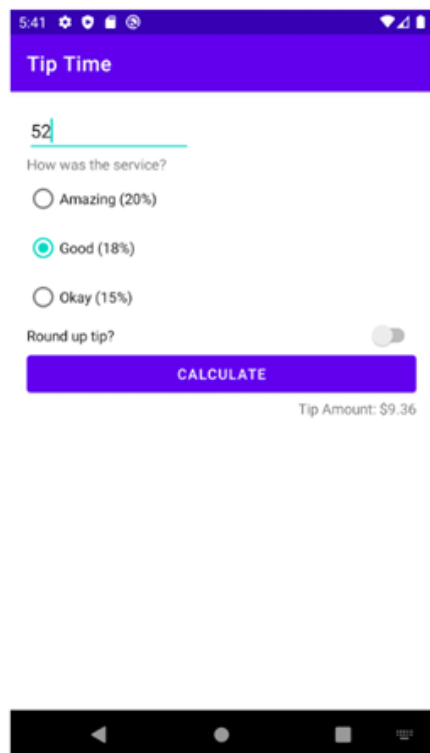 5:41
Tip Time
52
How was the service?
Amazing (20%)
Good (18%)
Okay (15%)
Round up tip?
CALCULATE
Tip Amount: $9.36